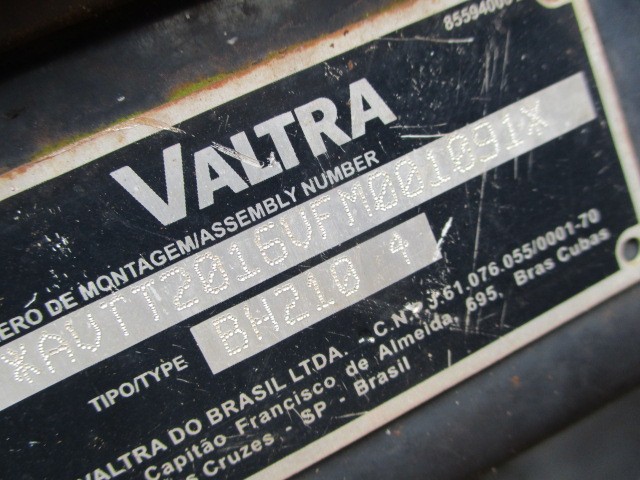 VALTRA
ERO DE MONTAGEM/ASSEMBLY NUMBER
*AVTT2016VFM001091*
TIPO/TYPE BH210 4
VALTRA DO BRASIL LTDA. - C.N.P.J 61.076.055/0001-70
Capitão Francisco de Almeida, 695, Bras Cubas
Cruzes - SP - Brasil